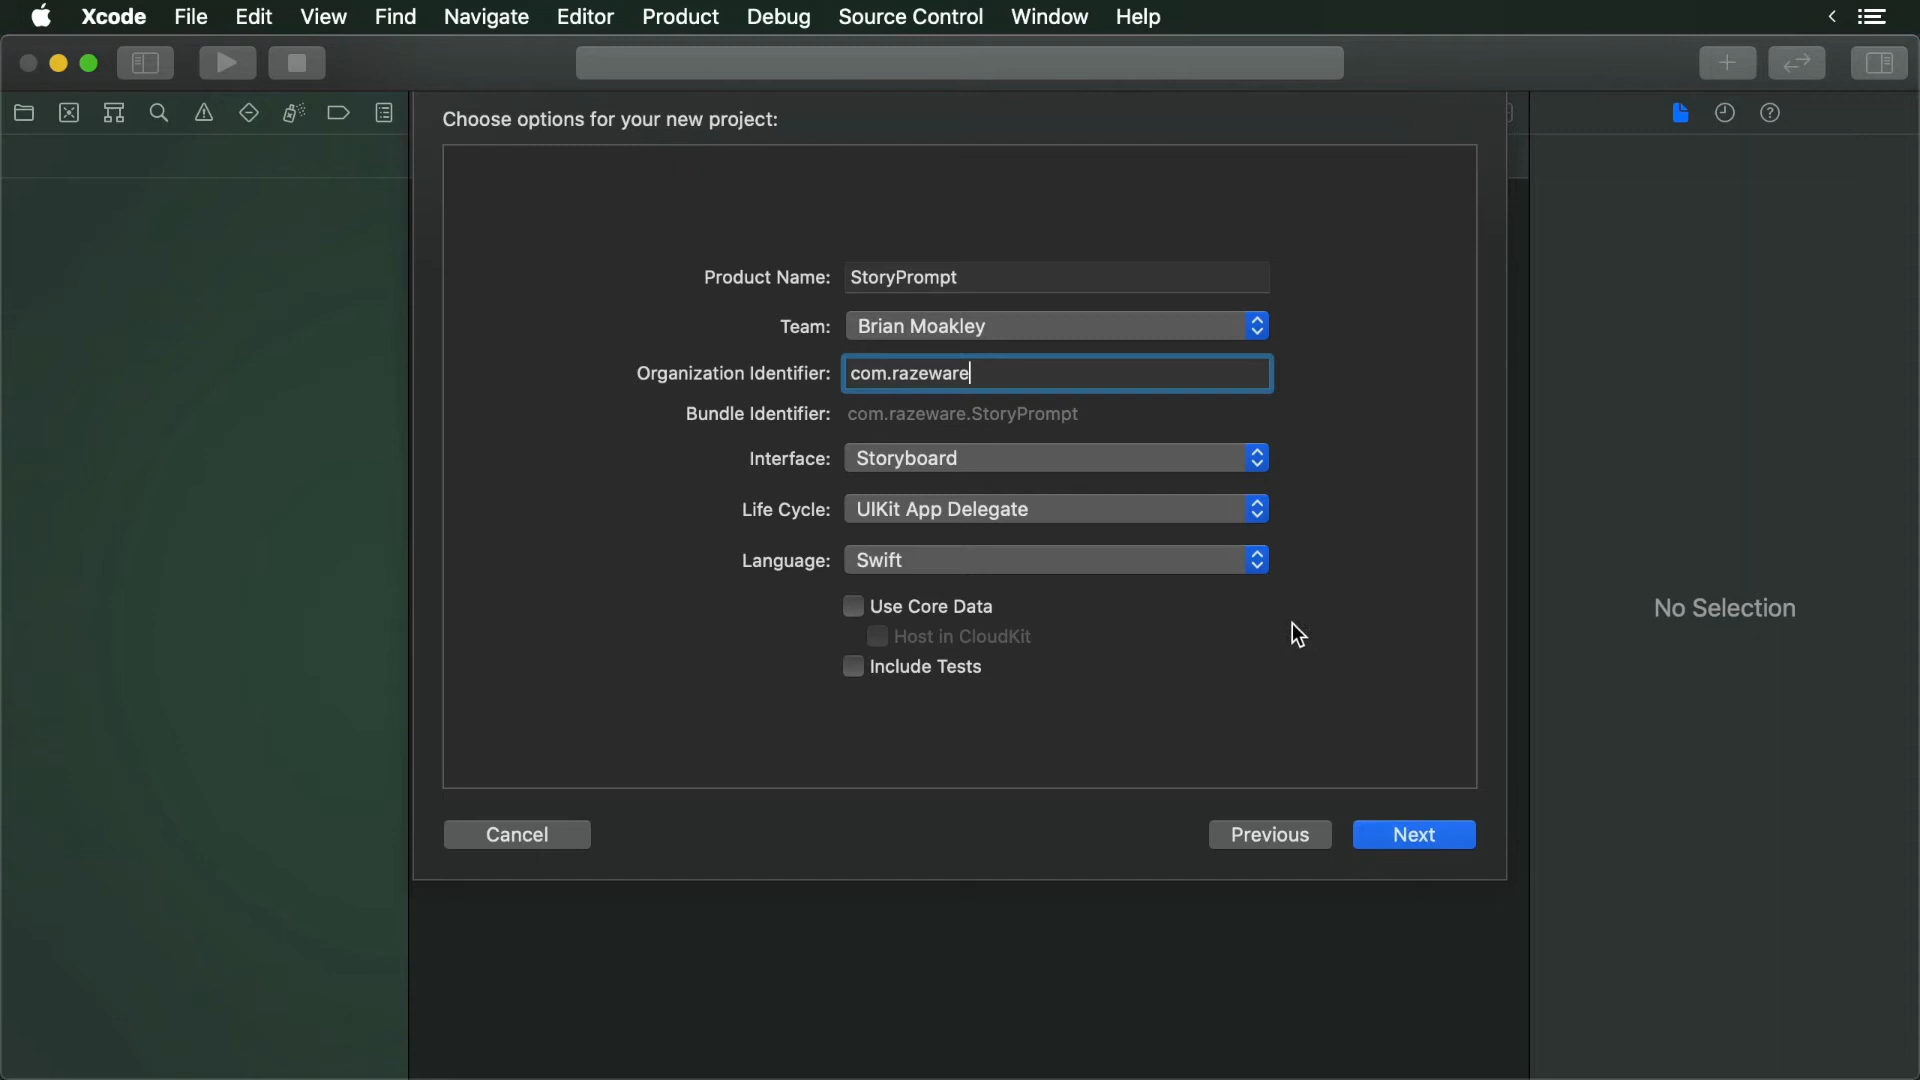 Xcode File Edit View Find Navigate Editor Product Debug Source Control Window Help
Choose options for your new project:
Product Name: StoryPrompt
Team: Brian Moakley
Organization Identifier: com.razeware
Bundle Identifier: com.razeware.StoryPrompt
Interface: Storyboard
Life Cycle: UIKit App Delegate
Language: Swift
Use Core Data
Host in CloudKit
Include Tests
No Selection
Cancel Previous Next